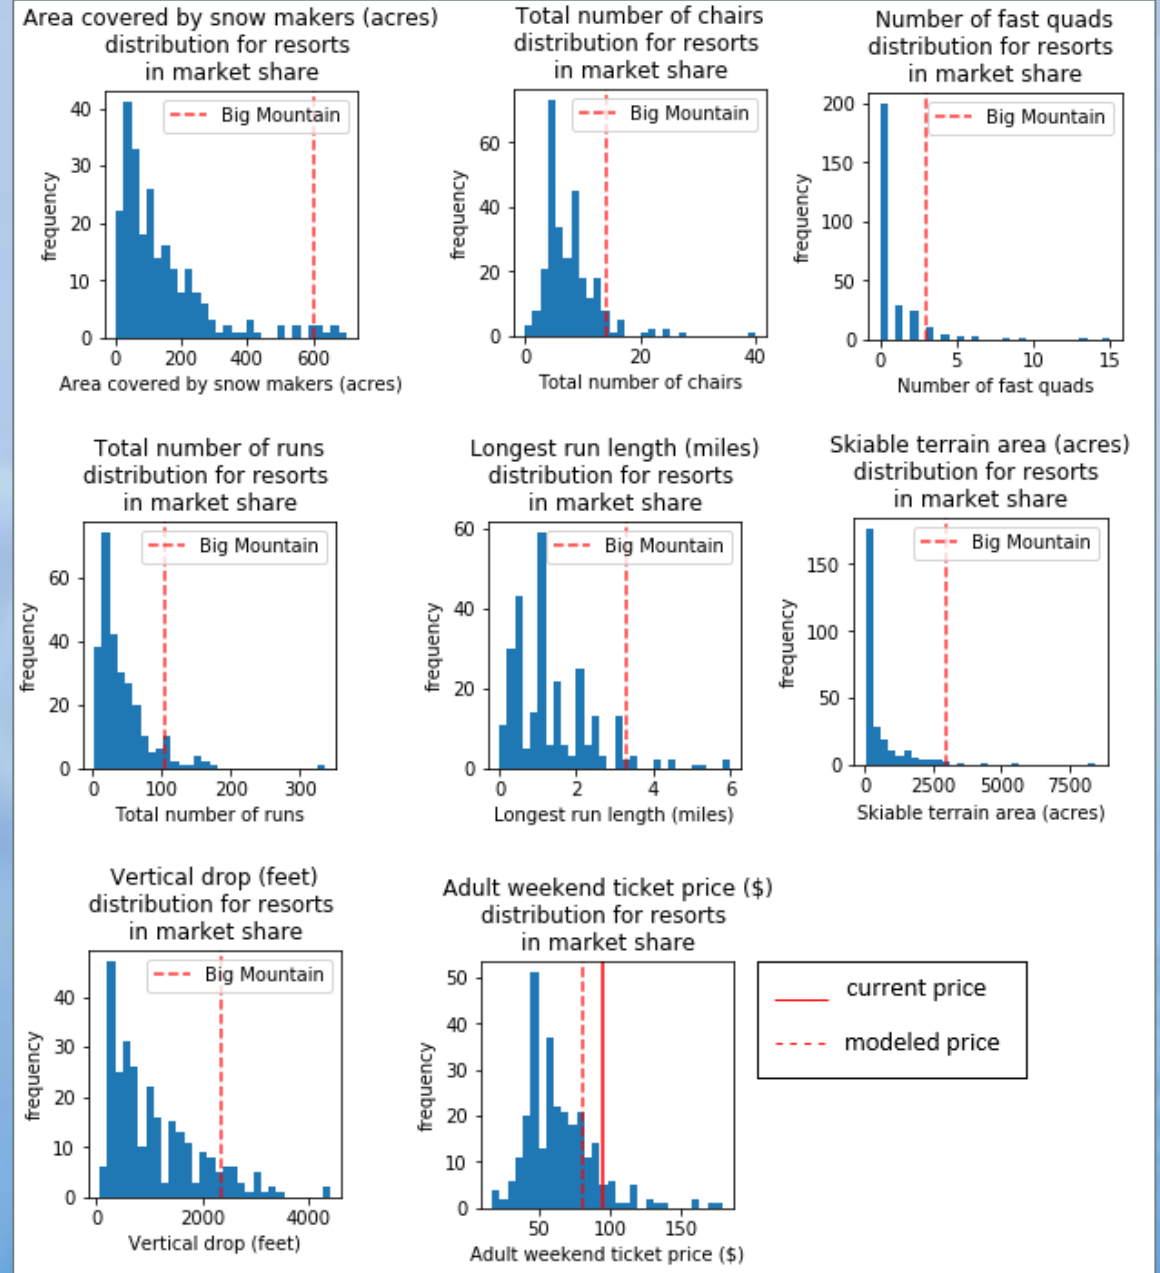 Area covered by snow makers (acres)
distribution for resorts
in market share
40
30
20
10
0
frequency
Big Mountain
0 200 400 600
Area covered by snow makers (acres)
Total number of chairs
distribution for resorts
in market share
60
40
20
0
frequency
Big Mountain
0 20 40
Total number of chairs
Number of fast quads
distribution for resorts
in market share
200
150
100
50
0
frequency
Big Mountain
0 5 10 15
Number of fast quads
Total number of runs
distribution for resorts
in market share
60
40
20
0
frequency
Big Mountain
0 100 200 300
Total number of runs
Longest run length (miles)
distribution for resorts
in market share
60
40
20
0
frequency
Big Mountain
0 2 4 6
Longest run length (miles)
Skiable terrain area (acres)
distribution for resorts
in market share
150
100
50
0
frequency
Big Mountain
0 2500 5000 7500
Skiable terrain area (acres)
Vertical drop (feet)
distribution for resorts
in market share
40
30
20
10
0
frequency
Big Mountain
0 2000 4000
Vertical drop (feet)
Adult weekend ticket price ($)
distribution for resorts
in market share
50
40
30
20
10
0
frequency
50 100 150
Adult weekend ticket price ($)
current price
modeled price